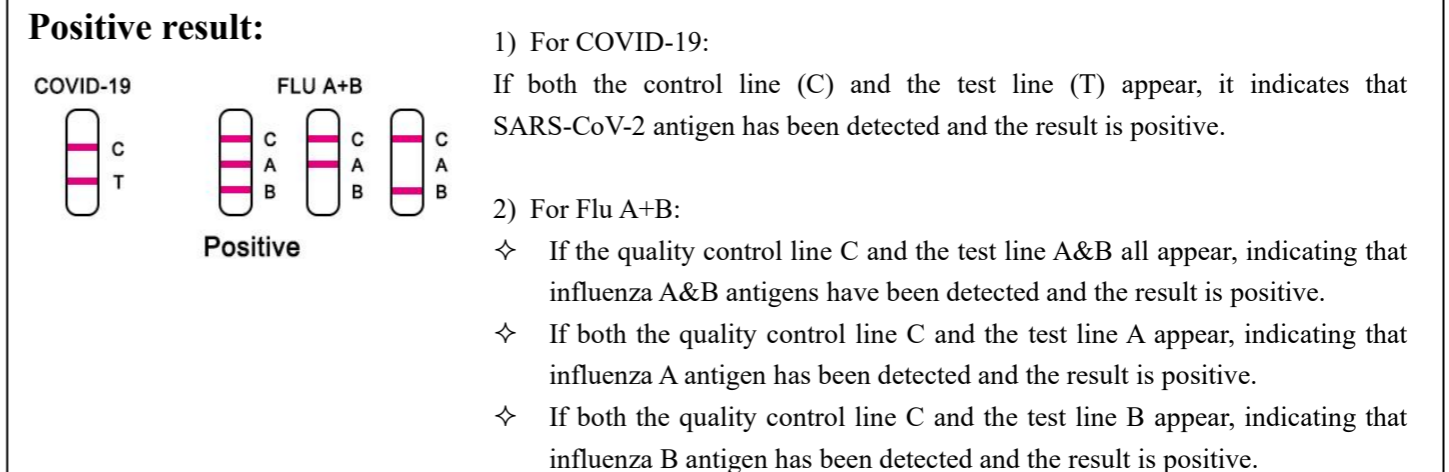 Positive result:
COVID-19
FLU A+B
C
T
C
A
B
C
A
B
C
A
B
Positive
1) For COVID-19:
If both the control line (C) and the test line (T) appear, it indicates that
SARS-CoV-2 antigen has been detected and the result is positive.
2) For Flu A+B:
✧ If the quality control line C and the test line A&B all appear, indicating that
influenza A&B antigens have been detected and the result is positive.
✧ If both the quality control line C and the test line A appear, indicating that
influenza A antigen has been detected and the result is positive.
✧ If both the quality control line C and the test line B appear, indicating that
influenza B antigen has been detected and the result is positive.